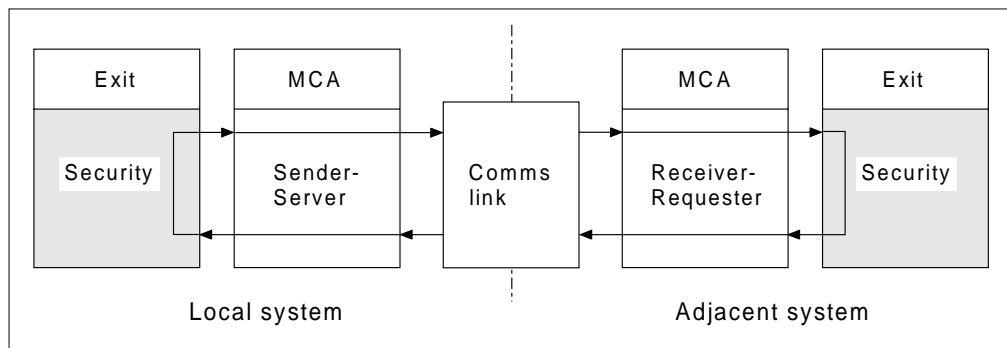 Exit
MCA
MCA
Exit
Security
Sender-
Server
Comms
link
Receiver-
Requester
Security
Local system
Adjacent system